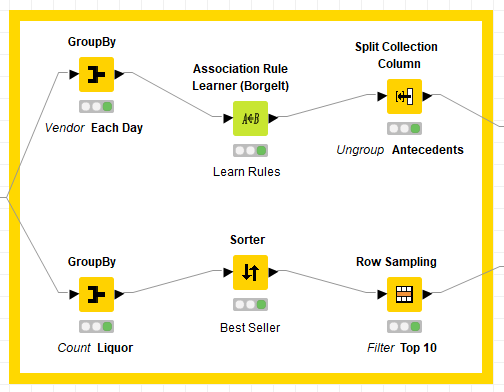 GroupBy
Vendor Each Day
Association Rule
Learner (Borgelt)
A∈B
Learn Rules
Split Collection
Column
Ungroup Antecedents
GroupBy
Count Liquor
Sorter
Best Seller
Row Sampling
Filter Top 10